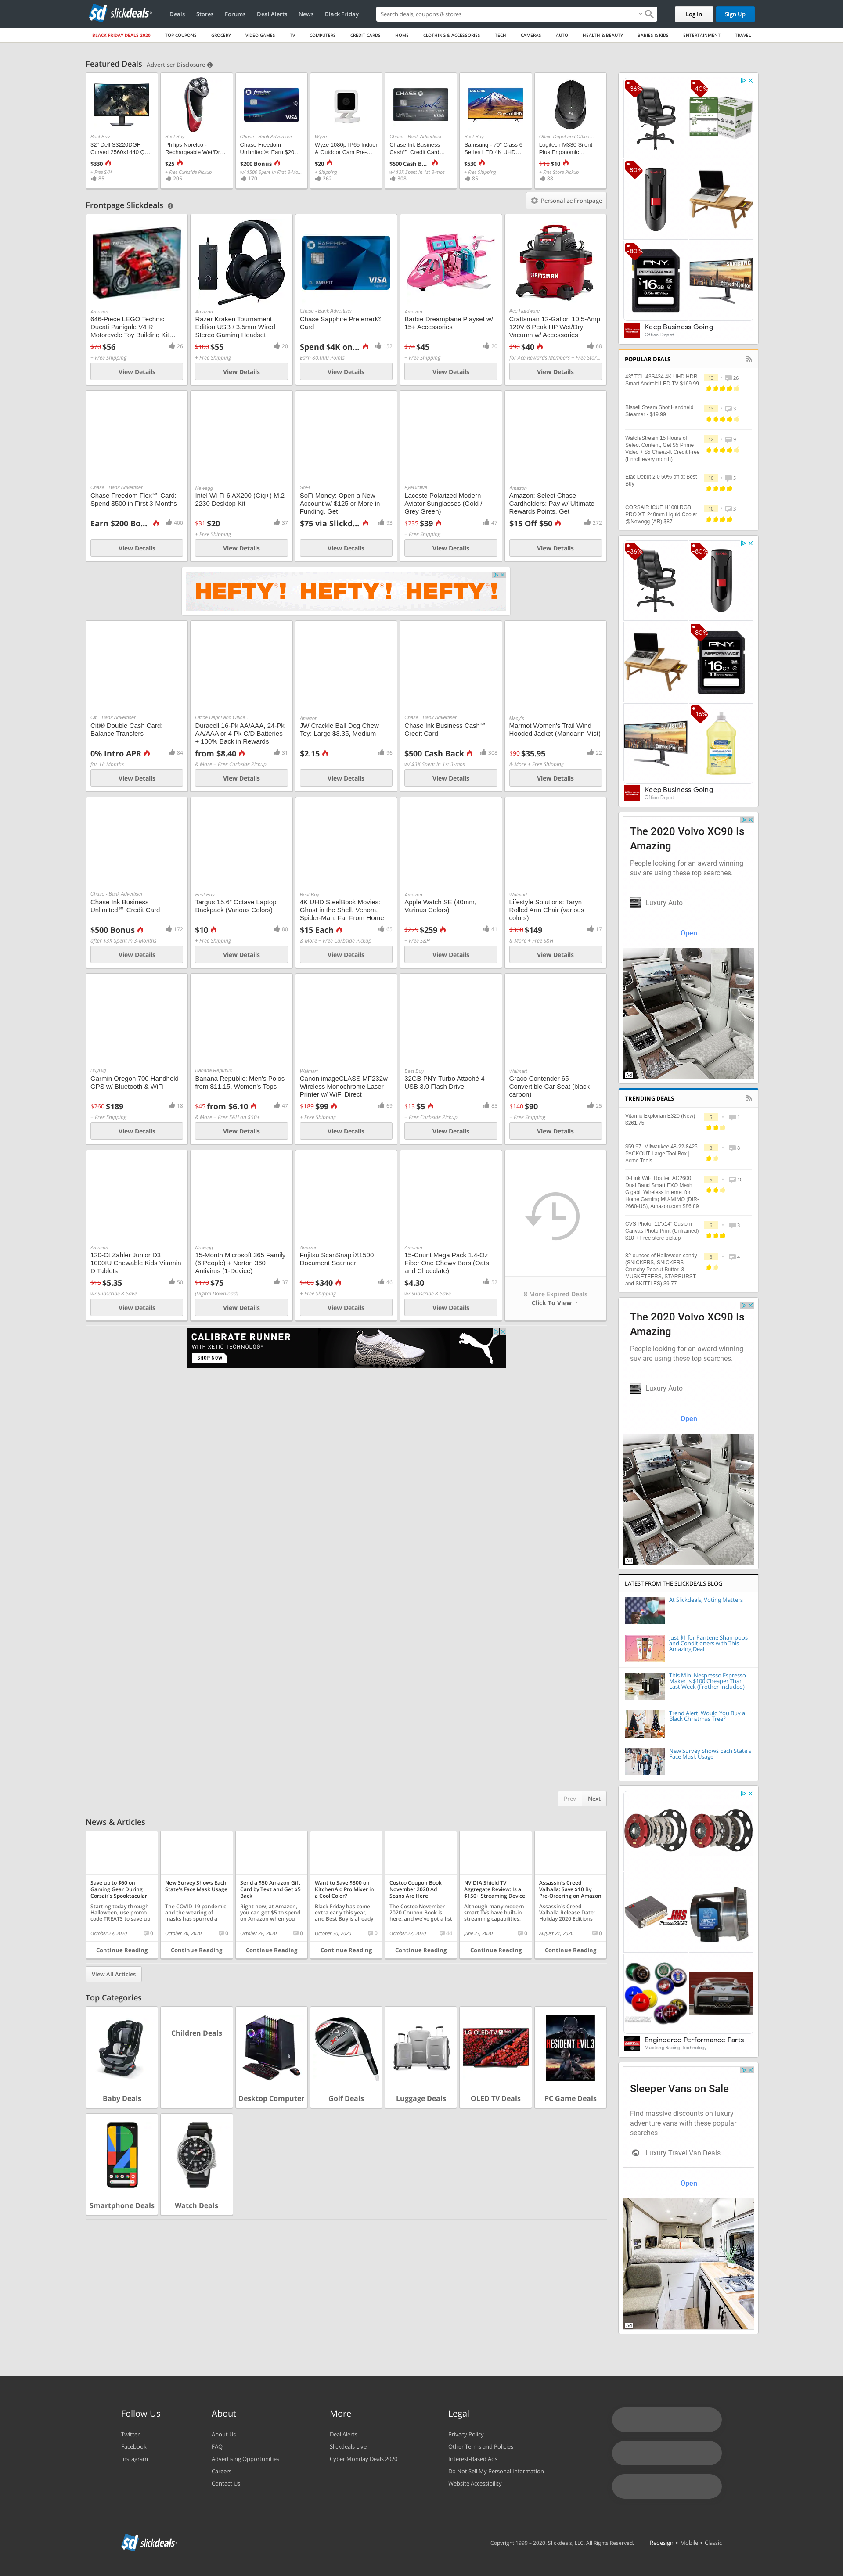 slickdeals
Deals
Stores
Forums
Deal Alerts
News
Black Friday
Search deals, coupons & stores
Log In
Sign Up
BLACK FRIDAY DEALS 2020
TOP COUPONS
GROCERY
VIDEO GAMES
TV
COMPUTERS
CREDIT CARDS
HOME
CLOTHING & ACCESSORIES
TECH
CAMERAS
AUTO
HEALTH & BEAUTY
BABIES & KIDS
ENTERTAINMENT
TRAVEL
Featured Deals Advertiser Disclosure
Best Buy
32" Dell S3220DGF
Curved 2560x1440 Q...
$330
+ Free S/H
85
Best Buy
Philips Norelco -
Rechargeable Wet/Dr...
$25
+ Free Curbside Pickup
205
Chase - Bank Advertiser
Chase Freedom
Unlimited®: Earn $20...
$200 Bonus
w/ $500 Spent in First 3 Mo...
170
Wyze
Wyze 1080p IP65 Indoor
& Outdoor Cam Pre-...
$20
+ Shipping
262
Chase - Bank Advertiser
Chase Ink Business
Cash℠ Credit Card...
$500 Cash B...
w/ $3K Spent in 1st 3-mos
308
Best Buy
Samsung - 70" Class 6
Series LED 4K UHD...
$530
+ Free Shipping
85
Office Depot and Office...
Logitech M330 Silent
Plus Ergonomic...
$18 $10
+ Free Store Pickup
88
Frontpage Slickdeals
Personalize Frontpage
Amazon
646-Piece LEGO Technic
Ducati Panigale V4 R
Motorcycle Toy Building Kit...
$70 $56
26
+ Free Shipping
View Details
Amazon
Razer Kraken Tournament
Edition USB / 3.5mm Wired
Stereo Gaming Headset
$100 $55
20
+ Free Shipping
View Details
Chase - Bank Advertiser
Chase Sapphire Preferred®
Card
Spend $4K on...
152
Earn 80,000 Points
View Details
Amazon
Barbie Dreamplane Playset w/
15+ Accessories
$74 $45
20
+ Free Shipping
View Details
Ace Hardware
Craftsman 12-Gallon 10.5-Amp
120V 6 Peak HP Wet/Dry
Vacuum w/ Accessories
$90 $40
68
for Ace Rewards Members + Free Stor...
View Details
Chase - Bank Advertiser
Chase Freedom Flex℠ Card:
Spend $500 in First 3-Months
Earn $200 Bo...
400
View Details
Newegg
Intel Wi-Fi 6 AX200 (Gig+) M.2
2230 Desktop Kit
$31 $20
37
+ Free Shipping
View Details
SoFi
SoFi Money: Open a New
Account w/ $125 or More in
Funding, Get
$75 via Slickd...
93
View Details
EyeDictive
Lacoste Polarized Modern
Aviator Sunglasses (Gold /
Grey Green)
$235 $39
47
+ Free Shipping
View Details
Amazon
Amazon: Select Chase
Cardholders: Pay w/ Ultimate
Rewards Points, Get
$15 Off $50
272
View Details
HEFTY! HEFTY! HEFTY!
Citi - Bank Advertiser
Citi® Double Cash Card:
Balance Transfers
0% Intro APR
84
for 18 Months
View Details
Office Depot and Office...
Duracell 16-Pk AA/AAA, 24-Pk
AA/AAA or 4-Pk C/D Batteries
+ 100% Back in Rewards
from $8.40
31
& More + Free Curbside Pickup
View Details
Amazon
JW Crackle Ball Dog Chew
Toy: Large $3.35, Medium
$2.15
96
View Details
Chase - Bank Advertiser
Chase Ink Business Cash℠
Credit Card
$500 Cash Back
308
w/ $3K Spent in 1st 3-mos
View Details
Macy's
Marmot Women's Trail Wind
Hooded Jacket (Mandarin Mist)
$90 $35.95
22
& More + Free Shipping
View Details
Chase - Bank Advertiser
Chase Ink Business
Unlimited℠ Credit Card
$500 Bonus
172
after $3K Spent in 3-Months
View Details
Best Buy
Targus 15.6" Octave Laptop
Backpack (Various Colors)
$10
80
+ Free Shipping
View Details
Best Buy
4K UHD SteelBook Movies:
Ghost in the Shell, Venom,
Spider-Man: Far From Home
$15 Each
65
& More + Free Curbside Pickup
View Details
Amazon
Apple Watch SE (40mm,
Various Colors)
$279 $259
41
+ Free S&H
View Details
Walmart
Lifestyle Solutions: Taryn
Rolled Arm Chair (various
colors)
$300 $149
17
& More + Free S&H
View Details
BuyDig
Garmin Oregon 700 Handheld
GPS w/ Bluetooth & WiFi
$260 $189
18
+ Free Shipping
View Details
Banana Republic
Banana Republic: Men's Polos
from $11.15, Women's Tops
$45 from $6.10
47
& More + Free S&H on $50+
View Details
Walmart
Canon imageCLASS MF232w
Wireless Monochrome Laser
Printer w/ WiFi Direct
$189 $99
69
+ Free Shipping
View Details
Best Buy
32GB PNY Turbo Attaché 4
USB 3.0 Flash Drive
$13 $5
85
+ Free Curbside Pickup
View Details
Walmart
Graco Contender 65
Convertible Car Seat (black
carbon)
$140 $90
25
+ Free Shipping
View Details
Amazon
120-Ct Zahler Junior D3
1000IU Chewable Kids Vitamin
D Tablets
$15 $5.35
50
w/ Subscribe & Save
View Details
Newegg
15-Month Microsoft 365 Family
(6 People) + Norton 360
Antivirus (1-Device)
$170 $75
37
(Digital Download)
View Details
Amazon
Fujitsu ScanSnap iX1500
Document Scanner
$400 $340
46
+ Free Shipping
View Details
Amazon
15-Count Mega Pack 1.4-Oz
Fiber One Chewy Bars (Oats
and Chocolate)
$4.30
52
w/ Subscribe & Save
View Details
8 More Expired Deals
Click To View
CALIBRATE RUNNER
WITH XETIC TECHNOLOGY
SHOP NOW
Prev
Next
News & Articles
Save up to $60 on
Gaming Gear During
Corsair's Spooktacular
Starting today through
Halloween, use promo
code TREATS to save up
October 29, 2020
0
Continue Reading
New Survey Shows Each
State's Face Mask Usage
The COVID-19 pandemic
and the wearing of
masks has spurred a
October 30, 2020
0
Continue Reading
Send a $50 Amazon Gift
Card by Text and Get $5
Back
Right now, at Amazon,
you can get $5 to spend
on Amazon when you
October 28, 2020
0
Continue Reading
Want to Save $300 on
KitchenAid Pro Mixer in
a Cool Color?
Black Friday has come
extra early this year,
and Best Buy is already
October 30, 2020
0
Continue Reading
Costco Coupon Book
November 2020 Ad
Scans Are Here
The Costco November
2020 Coupon Book is
here, and we've got a list
October 22, 2020
44
Continue Reading
NVIDIA Shield TV
Aggregate Review: Is a
$150+ Streaming Device
Although many modern
smart TVs have built-in
streaming capabilities,
June 23, 2020
0
Continue Reading
Assassin's Creed
Valhalla: Save $10 By
Pre-Ordering on Amazon
Assassin's Creed
Valhalla Release Date:
Holiday 2020 Editions
August 21, 2020
0
Continue Reading
View All Articles
Top Categories
Baby Deals
Children Deals
Desktop Computer
Golf Deals
Luggage Deals
LG OLED TV
OLED TV Deals
RESIDENT EVIL 3
PC Game Deals
Smartphone Deals
Watch Deals
-36%
-40%
-80%
-80%
PNY
PERFORMANCE
16 GB
Keep Business Going
Office Depot
POPULAR DEALS
43" TCL 43S434 4K UHD HDR
Smart Android LED TV $169.99
13
26
Bissell Steam Shot Handheld
Steamer - $19.99
13
3
Watch/Stream 15 Hours of
Select Content, Get $5 Prime
Video + $5 Cheez-It Credit Free
(Enroll every month)
12
9
Elac Debut 2.0 50% off at Best
Buy
10
5
CORSAIR iCUE H100i RGB
PRO XT, 240mm Liquid Cooler
@Newegg (AR) $87
10
3
-36%
-80%
-80%
PNY
PERFORMANCE
16 GB
-16%
Keep Business Going
Office Depot
The 2020 Volvo XC90 Is
Amazing
People looking for an award winning
suv are using these top searches.
Luxury Auto
Open
Ad
TRENDING DEALS
Vitamix Explorian E320 (New)
$261.75
5
1
$59.97, Milwaukee 48-22-8425
PACKOUT Large Tool Box |
Acme Tools
3
8
D-Link WiFi Router, AC2600
Dual Band Smart EXO Mesh
Gigabit Wireless Internet for
Home Gaming MU-MIMO (DIR-
2660-US), Amazon.com $86.69
5
10
CVS Photo: 11"x14" Custom
Canvas Photo Print (Unframed)
$10 + Free store pickup
6
3
82 ounces of Halloween candy
(SNICKERS, SNICKERS
Crunchy Peanut Butter, 3
MUSKETEERS, STARBURST,
and SKITTLES) $9.77
3
4
The 2020 Volvo XC90 Is
Amazing
People looking for an award winning
suv are using these top searches.
Luxury Auto
Open
Ad
LATEST FROM THE SLICKDEALS BLOG
At Slickdeals, Voting Matters
Just $1 for Pantene Shampoos
and Conditioners with This
Amazing Deal
This Mini Nespresso Espresso
Maker Is $100 Cheaper Than
Last Week (Frother Included)
Trend Alert: Would You Buy a
Black Christmas Tree?
New Survey Shows Each State's
Face Mask Usage
JMS
Engineered Performance Parts
Mustang Racing Technology
Sleeper Vans on Sale
Find massive discounts on luxury
adventure vans with these popular
searches
Luxury Travel Van Deals
Open
Ad
Follow Us
Twitter
Facebook
Instagram
About
About Us
FAQ
Advertising Opportunities
Careers
Contact Us
More
Deal Alerts
Slickdeals Live
Cyber Monday Deals 2020
Legal
Privacy Policy
Other Terms and Policies
Interest-Based Ads
Do Not Sell My Personal Information
Website Accessibility
slickdeals
Copyright 1999 - 2020. Slickdeals, LLC. All Rights Reserved.
Redesign • Mobile • Classic